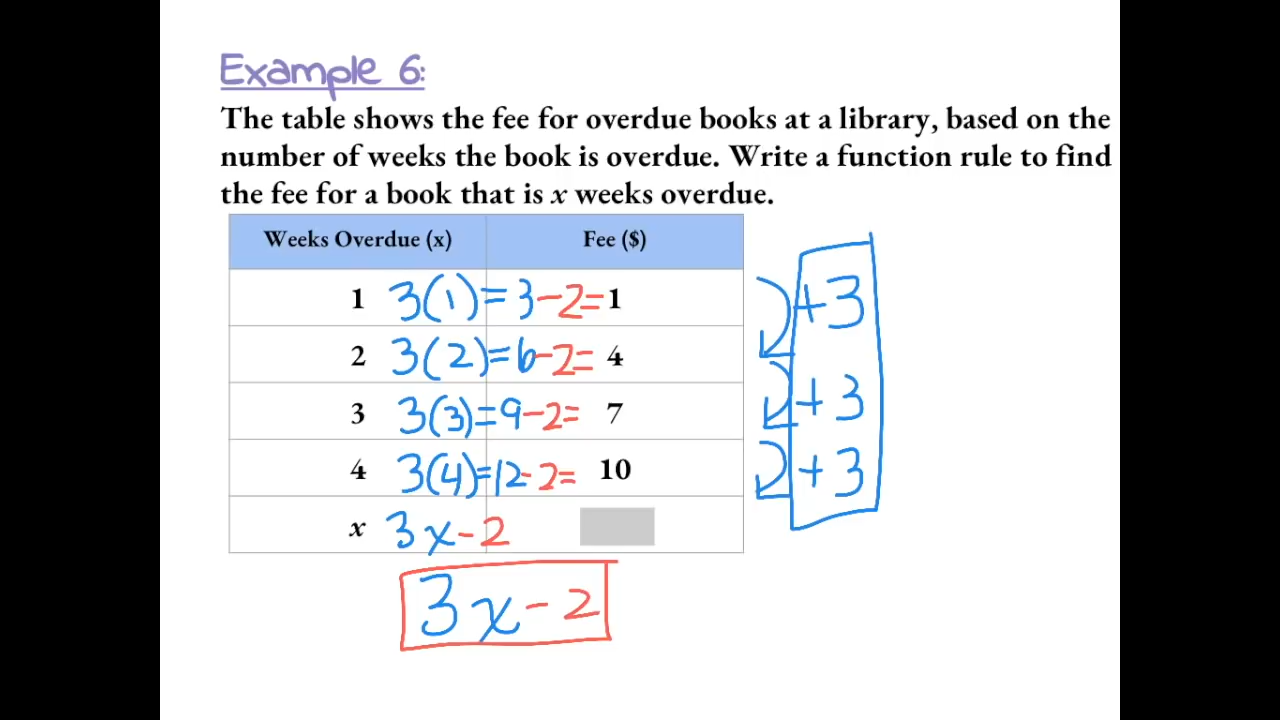 Example 6:
The table shows the fee for overdue books at a library, based on the
number of weeks the book is overdue. Write a function rule to find
the fee for a book that is x weeks overdue.
Weeks Overdue (x) Fee ($)
1 3(1)=3-2= 1 +3
2 3(2)=6-2= 4
3 3(3)=9-2= 7 +3
4 3(4)=12-2= 10 +3
x 3x-2
3x-2